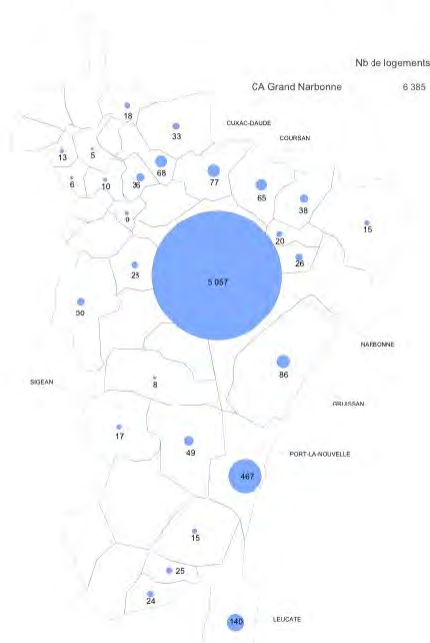 Nb de logements
CA Grand Narbonne 6 385
18
33
CUXAC-DAUDE
COURSAN
13
5
68
77
6
10
36
65
38
9
20
15
26
5 057
30
NARBONNE
86
SIGEAN
8
GRUISSAN
17
49
PORT-LA-NOUVELLE
467
15
25
24
140
LEUCATE